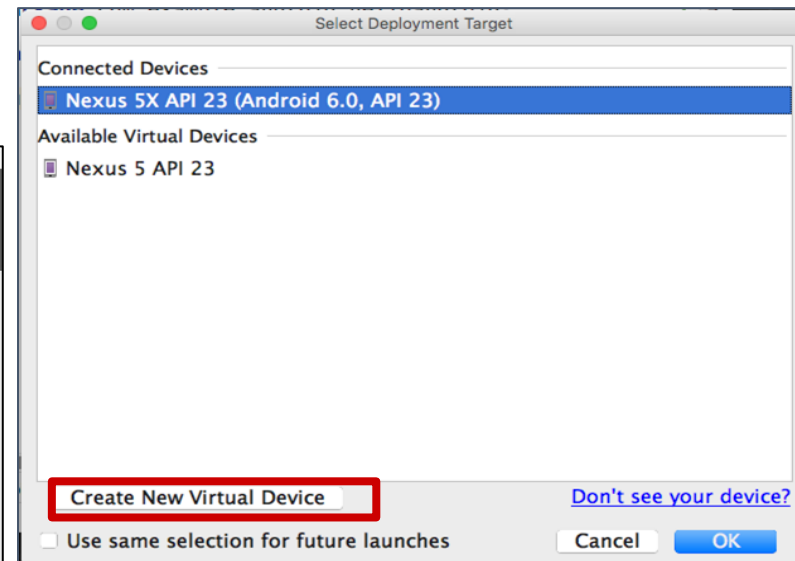 Select Deployment Target
Connected Devices
Nexus 5X API 23 (Android 6.0, API 23)
Available Virtual Devices
Nexus 5 API 23
Create New Virtual Device
Don't see your device?
Use same selection for future launches
Cancel
OK